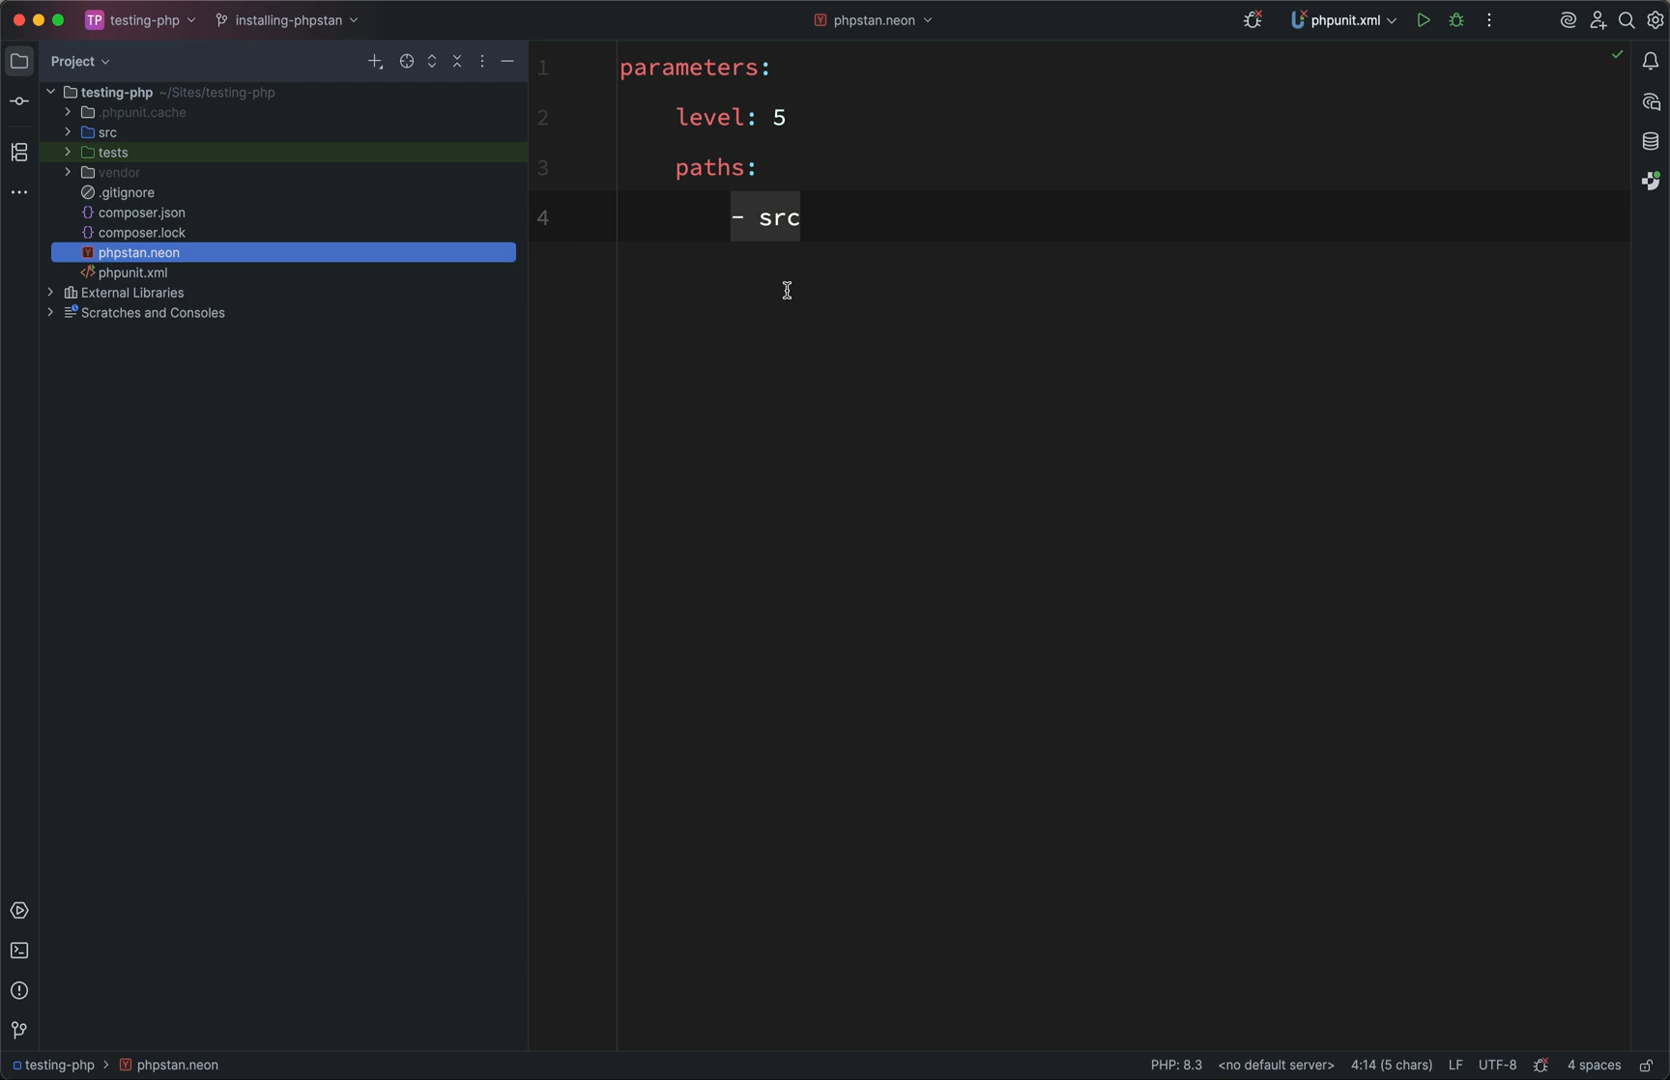 TP testing-php installing-phpstan phpstan.neon phpunit.xml
Project
testing-php ~/Sites/testing-php
.phpunit.cache
src
tests
vendor
.gitignore
composer.json
composer.lock
phpstan.neon
phpunit.xml
External Libraries
Scratches and Consoles
1 parameters:
2 level: 5
3 paths:
4 - src
testing-php > phpstan.neon PHP: 8.3 <no default server> 4:14 (5 chars) LF UTF-8 4 spaces